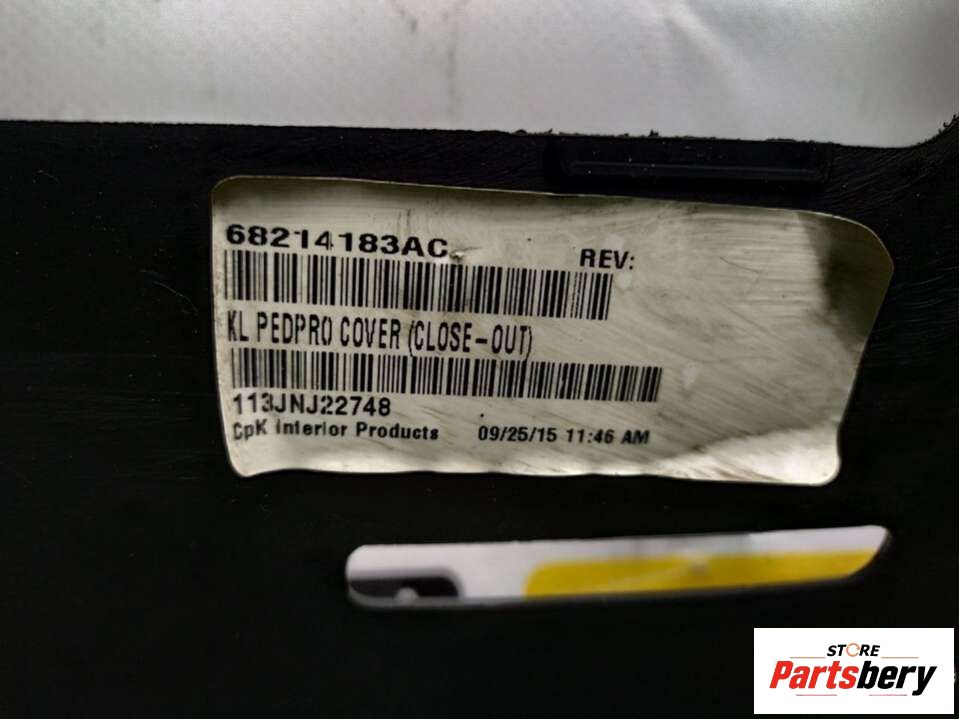 68214183AC
REV:
KL PEDPRO COVER (CLOSE-OUT)
113JNJ22748
CpK Interior Products 09/25/15 11:46 AM
STORE
Partsbery